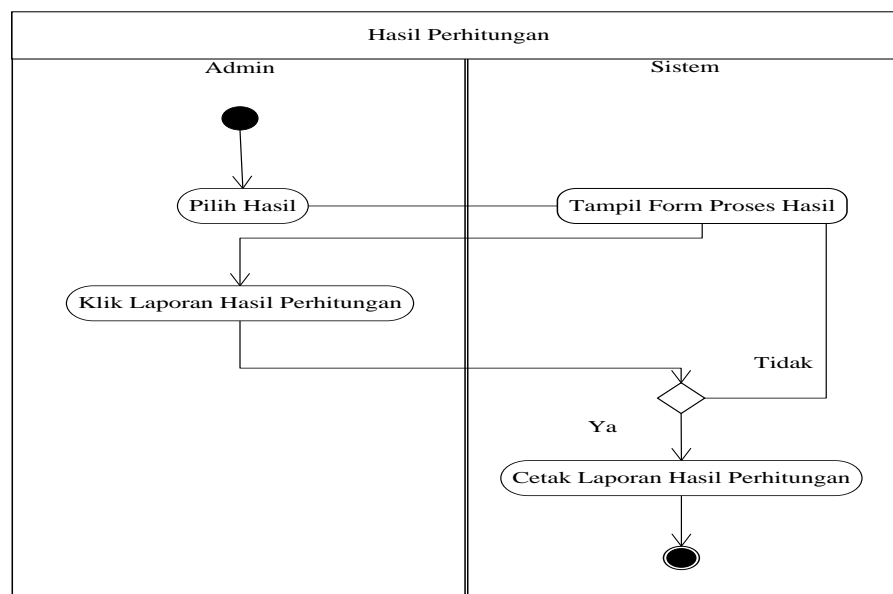 Hasil Perhitungan
Admin
Sistem
Pilih Hasil
Tampil Form Proses Hasil
Klik Laporan Hasil Perhitungan
Tidak
Ya
Cetak Laporan Hasil Perhitungan